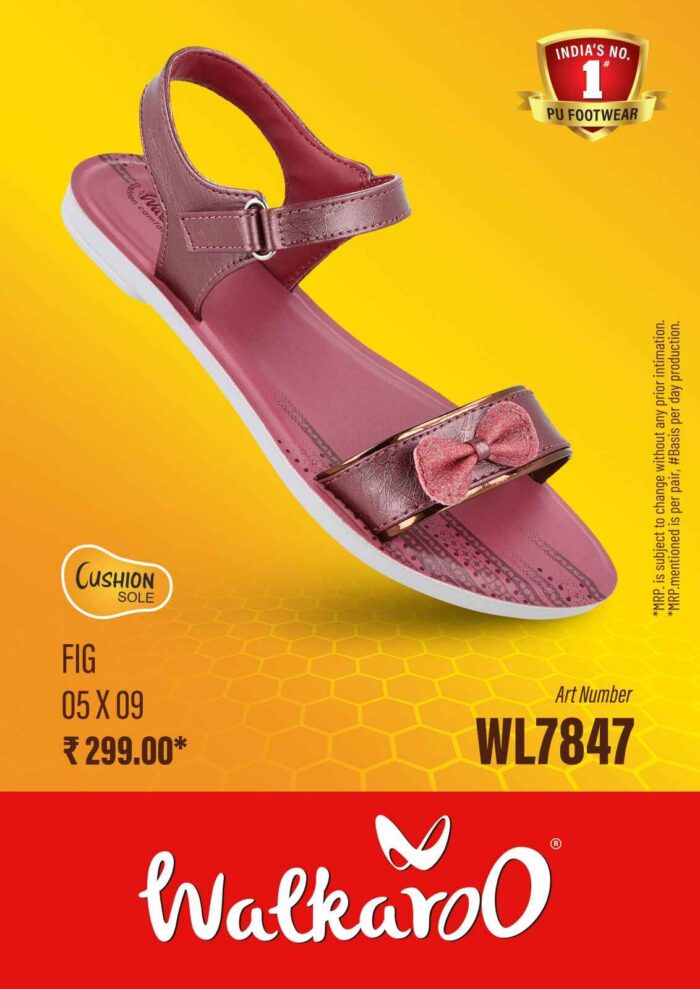 INDIA'S NO.
1#
PU FOOTWEAR
*MRP. is subject to change without any prior intimation.
*MRP.mentioned is per pair, #Basis per day production.
CUSHION
SOLE
FIG
05 X 09
₹ 299.00*
Art Number
WL7847
Walkaroo®